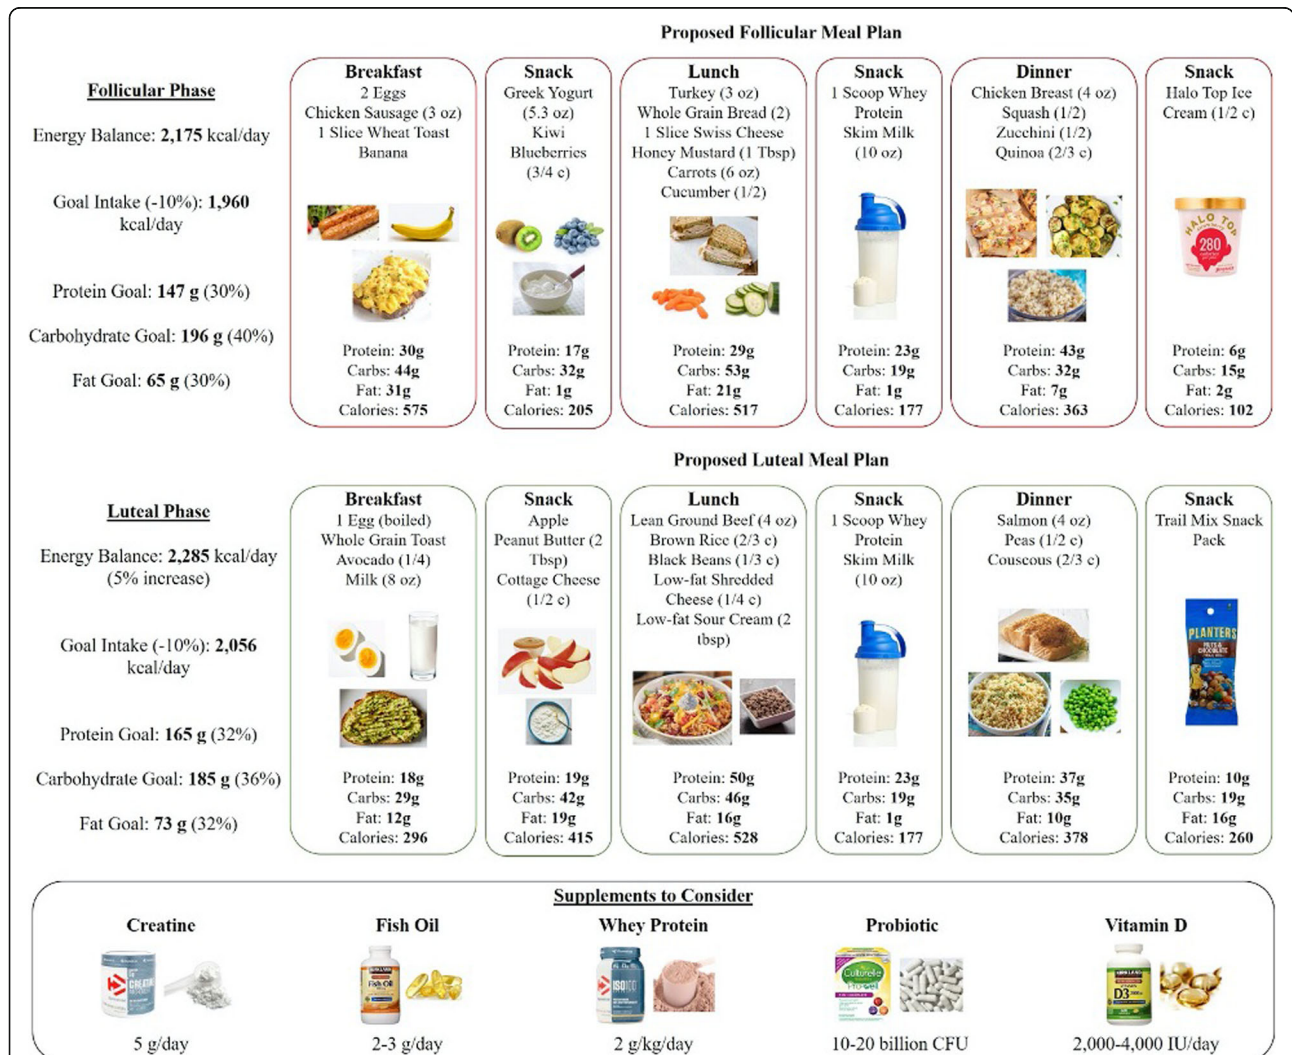 Proposed Follicular Meal Plan
Follicular Phase
Energy Balance: 2,175 kcal/day
Goal Intake (-10%): 1,960
kcal/day
Protein Goal: 147 g (30%)
Carbohydrate Goal: 196 g (40%)
Fat Goal: 65 g (30%)
Breakfast
2 Eggs
Chicken Sausage (3 oz)
1 Slice Wheat Toast
Banana
Protein: 30g
Carbs: 44g
Fat: 31g
Calories: 575
Snack
Greek Yogurt
(5.3 oz)
Kiwi
Blueberries
(3/4 c)
Protein: 17g
Carbs: 32g
Fat: 1g
Calories: 205
Lunch
Turkey (3 oz)
Whole Grain Bread (2)
1 Slice Swiss Cheese
Honey Mustard (1 Tbsp)
Carrots (6 oz)
Cucumber (1/2)
Protein: 29g
Carbs: 53g
Fat: 21g
Calories: 517
Snack
1 Scoop Whey
Protein
Skim Milk
(10 oz)
Protein: 23g
Carbs: 19g
Fat: 1g
Calories: 177
Dinner
Chicken Breast (4 oz)
Squash (1/2)
Zucchini (1/2)
Quinoa (2/3 c)
Protein: 43g
Carbs: 32g
Fat: 7g
Calories: 363
Snack
Halo Top Ice
Cream (1/2 c)
HALO TOP
280
Protein: 6g
Carbs: 15g
Fat: 2g
Calories: 102
Proposed Luteal Meal Plan
Luteal Phase
Energy Balance: 2,285 kcal/day
(5% increase)
Goal Intake (-10%): 2,056
kcal/day
Protein Goal: 165 g (32%)
Carbohydrate Goal: 185 g (36%)
Fat Goal: 73 g (32%)
Breakfast
1 Egg (boiled)
Whole Grain Toast
Avocado (1/4)
Milk (8 oz)
Protein: 18g
Carbs: 29g
Fat: 12g
Calories: 296
Snack
Apple
Peanut Butter (2
Tbsp)
Cottage Cheese
(1/2 c)
Protein: 19g
Carbs: 42g
Fat: 19g
Calories: 415
Lunch
Lean Ground Beef (4 oz)
Brown Rice (2/3 c)
Black Beans (1/3 c)
Low-fat Shredded
Cheese (1/4 c)
Low-fat Sour Cream (2
tbsp)
Protein: 50g
Carbs: 46g
Fat: 16g
Calories: 528
Snack
1 Scoop Whey
Protein
Skim Milk
(10 oz)
Protein: 23g
Carbs: 19g
Fat: 1g
Calories: 177
Dinner
Salmon (4 oz)
Peas (1/2 c)
Couscous (2/3 c)
Protein: 37g
Carbs: 35g
Fat: 10g
Calories: 378
Snack
Trail Mix Snack
Pack
PLANTERS
NUTS &
CHOCOLATE
Protein: 10g
Carbs: 19g
Fat: 16g
Calories: 260
Supplements to Consider
Creatine
CREATINE
5 g/day
Fish Oil
KIRKLAND
Fish Oil
2-3 g/day
Whey Protein
ISO100
2 g/kg/day
Probiotic
Culturelle
10-20 billion CFU
Vitamin D
KIRKLAND
D3
2,000-4,000 IU/day